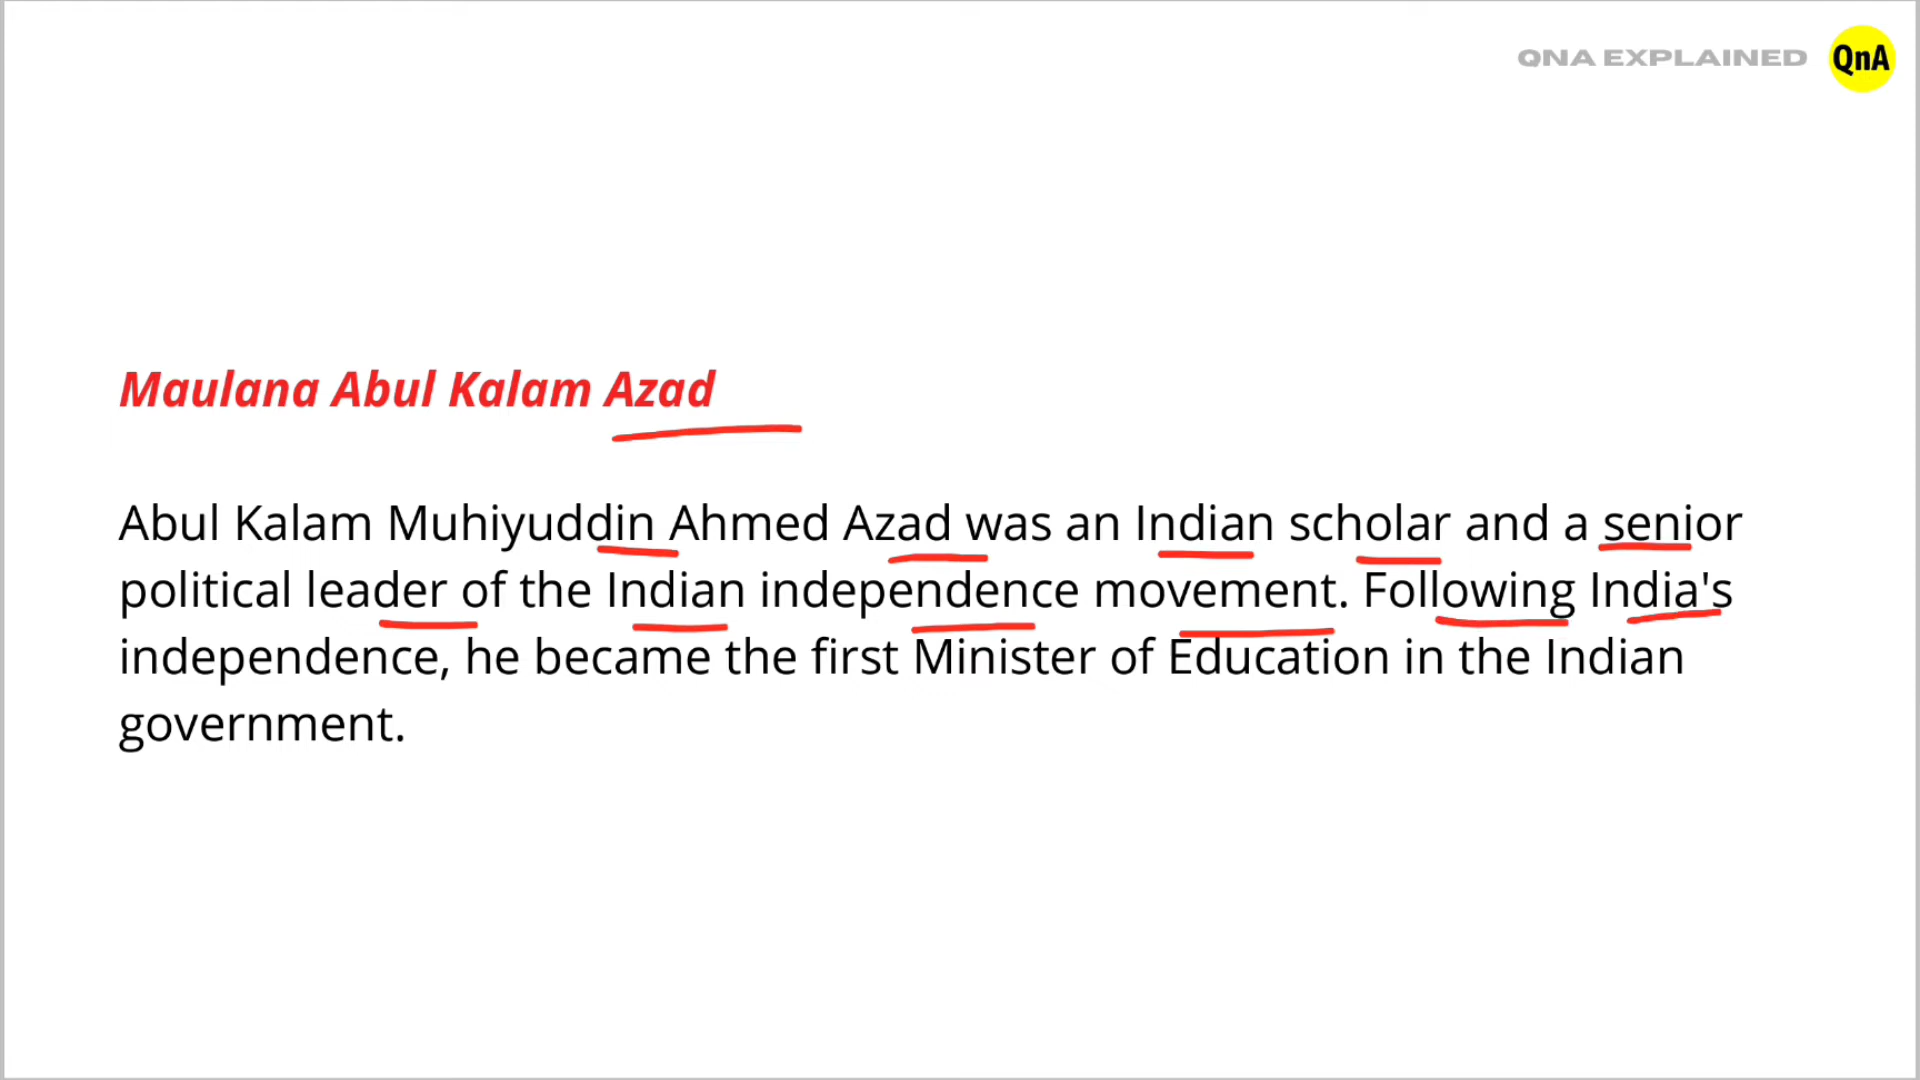 QNA EXPLAINED QnA
Maulana Abul Kalam Azad
Abul Kalam Muhiyuddin Ahmed Azad was an Indian scholar and a senior
political leader of the Indian independence movement. Following India's
independence, he became the first Minister of Education in the Indian
government.